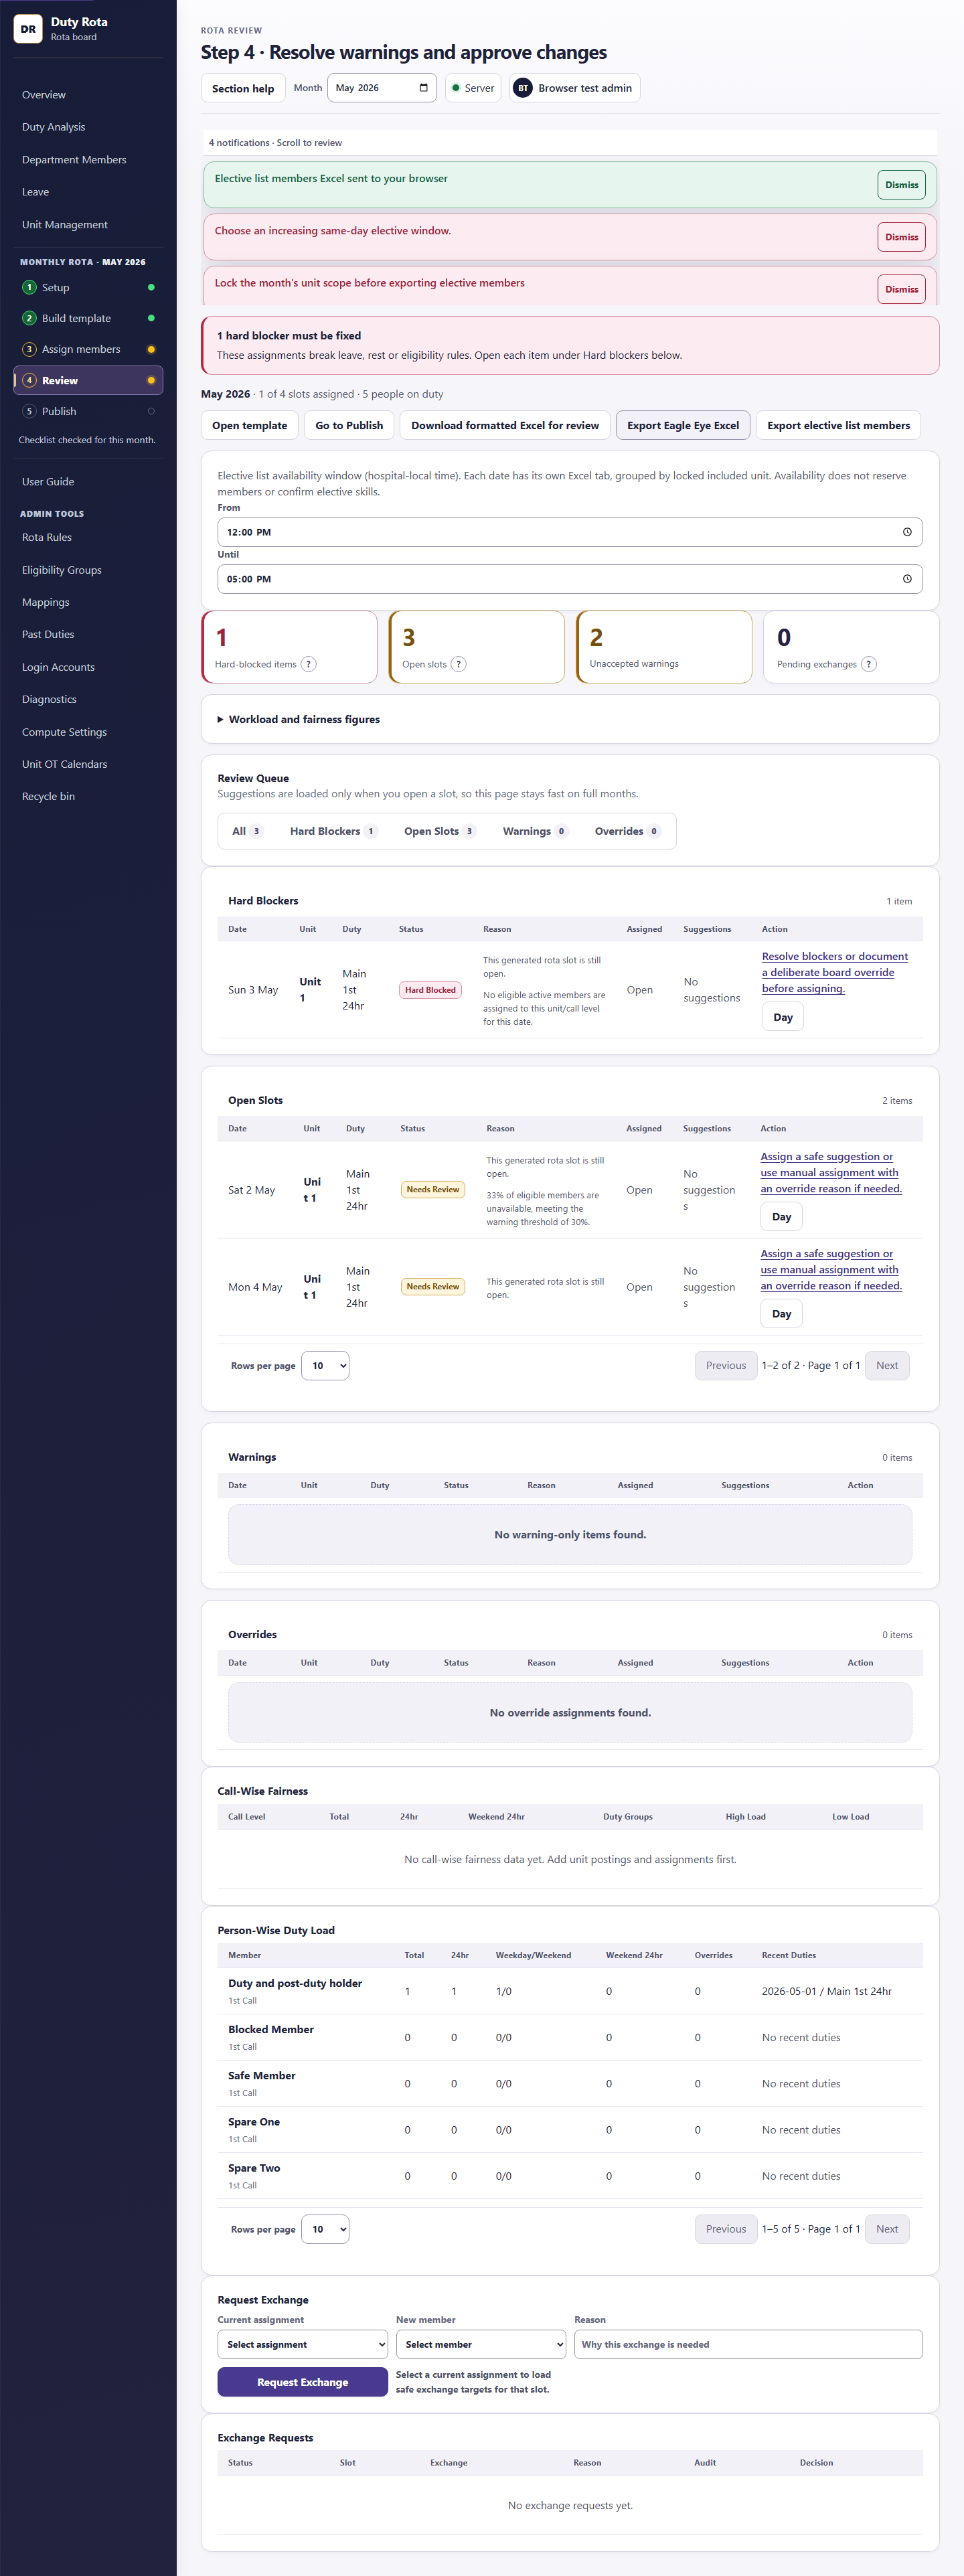 DR
Duty Rota
Rota board
Overview
Duty Analysis
Department Members
Leave
Unit Management
MONTHLY ROTA · MAY 2026
1 Setup
2 Build template
3 Assign members
4 Review
5 Publish
Checklist checked for this month.
User Guide
ADMIN TOOLS
Rota Rules
Eligibility Groups
Mappings
Past Duties
Login Accounts
Diagnostics
Compute Settings
Unit OT Calendars
Recycle bin
ROTA REVIEW
Step 4 · Resolve warnings and approve changes
Section help Month May 2026 Server BT Browser test admin
4 notifications · Scroll to review
Elective list members Excel sent to your browser Dismiss
Choose an increasing same-day elective window. Dismiss
Lock the month's unit scope before exporting elective members Dismiss
1 hard blocker must be fixed
These assignments break leave, rest or eligibility rules. Open each item under Hard blockers below.
May 2026 · 1 of 4 slots assigned · 5 people on duty
Open template Go to Publish Download formatted Excel for review Export Eagle Eye Excel Export elective list members
Elective list availability window (hospital-local time). Each date has its own Excel tab, grouped by locked included unit. Availability does not reserve
members or confirm elective skills.
From
12:00 PM
Until
05:00 PM
1 3 2 0
Hard-blocked items ? Open slots ? Unaccepted warnings Pending exchanges ?
▶ Workload and fairness figures
Review Queue
Suggestions are loaded only when you open a slot, so this page stays fast on full months.
All 3 Hard Blockers 1 Open Slots 3 Warnings 0 Overrides 0
Hard Blockers 1 item
Date Unit Duty Status Reason Assigned Suggestions Action
Sun 3 May
Unit
1
Main
1st
24hr
Hard Blocked
This generated rota slot is still
open.
No eligible active members are
assigned to this unit/call level
for this date.
Open
No
suggestions
Resolve blockers or document
a deliberate board override
before assigning.
Day
Open Slots 2 items
Date Unit Duty Status Reason Assigned Suggestions Action
Sat 2 May
Uni
t 1
Main
1st
24hr
Needs Review
This generated rota slot is still
open.
33% of eligible members are
unavailable, meeting the
warning threshold of 30%.
Open
No
suggestion
s
Assign a safe suggestion or
use manual assignment with
an override reason if needed.
Day
Mon 4 May
Uni
t 1
Main
1st
24hr
Needs Review
This generated rota slot is still
open.
Open
No
suggestion
s
Assign a safe suggestion or
use manual assignment with
an override reason if needed.
Day
Rows per page 10 Previous 1–2 of 2 · Page 1 of 1 Next
Warnings 0 items
Date Unit Duty Status Reason Assigned Suggestions Action
No warning-only items found.
Overrides 0 items
Date Unit Duty Status Reason Assigned Suggestions Action
No override assignments found.
Call-Wise Fairness
Call Level Total 24hr Weekend 24hr Duty Groups High Load Low Load
No call-wise fairness data yet. Add unit postings and assignments first.
Person-Wise Duty Load
Member Total 24hr Weekday/Weekend Weekend 24hr Overrides Recent Duties
Duty and post-duty holder
1st Call
1 1 1/0 0 0 2026-05-01 / Main 1st 24hr
Blocked Member
1st Call
0 0 0/0 0 0 No recent duties
Safe Member
1st Call
0 0 0/0 0 0 No recent duties
Spare One
1st Call
0 0 0/0 0 0 No recent duties
Spare Two
1st Call
0 0 0/0 0 0 No recent duties
Rows per page 10 Previous 1–5 of 5 · Page 1 of 1 Next
Request Exchange
Current assignment New member Reason
Select assignment Select member Why this exchange is needed
Request Exchange
Select a current assignment to load
safe exchange targets for that slot.
Exchange Requests
Status Slot Exchange Reason Audit Decision
No exchange requests yet.